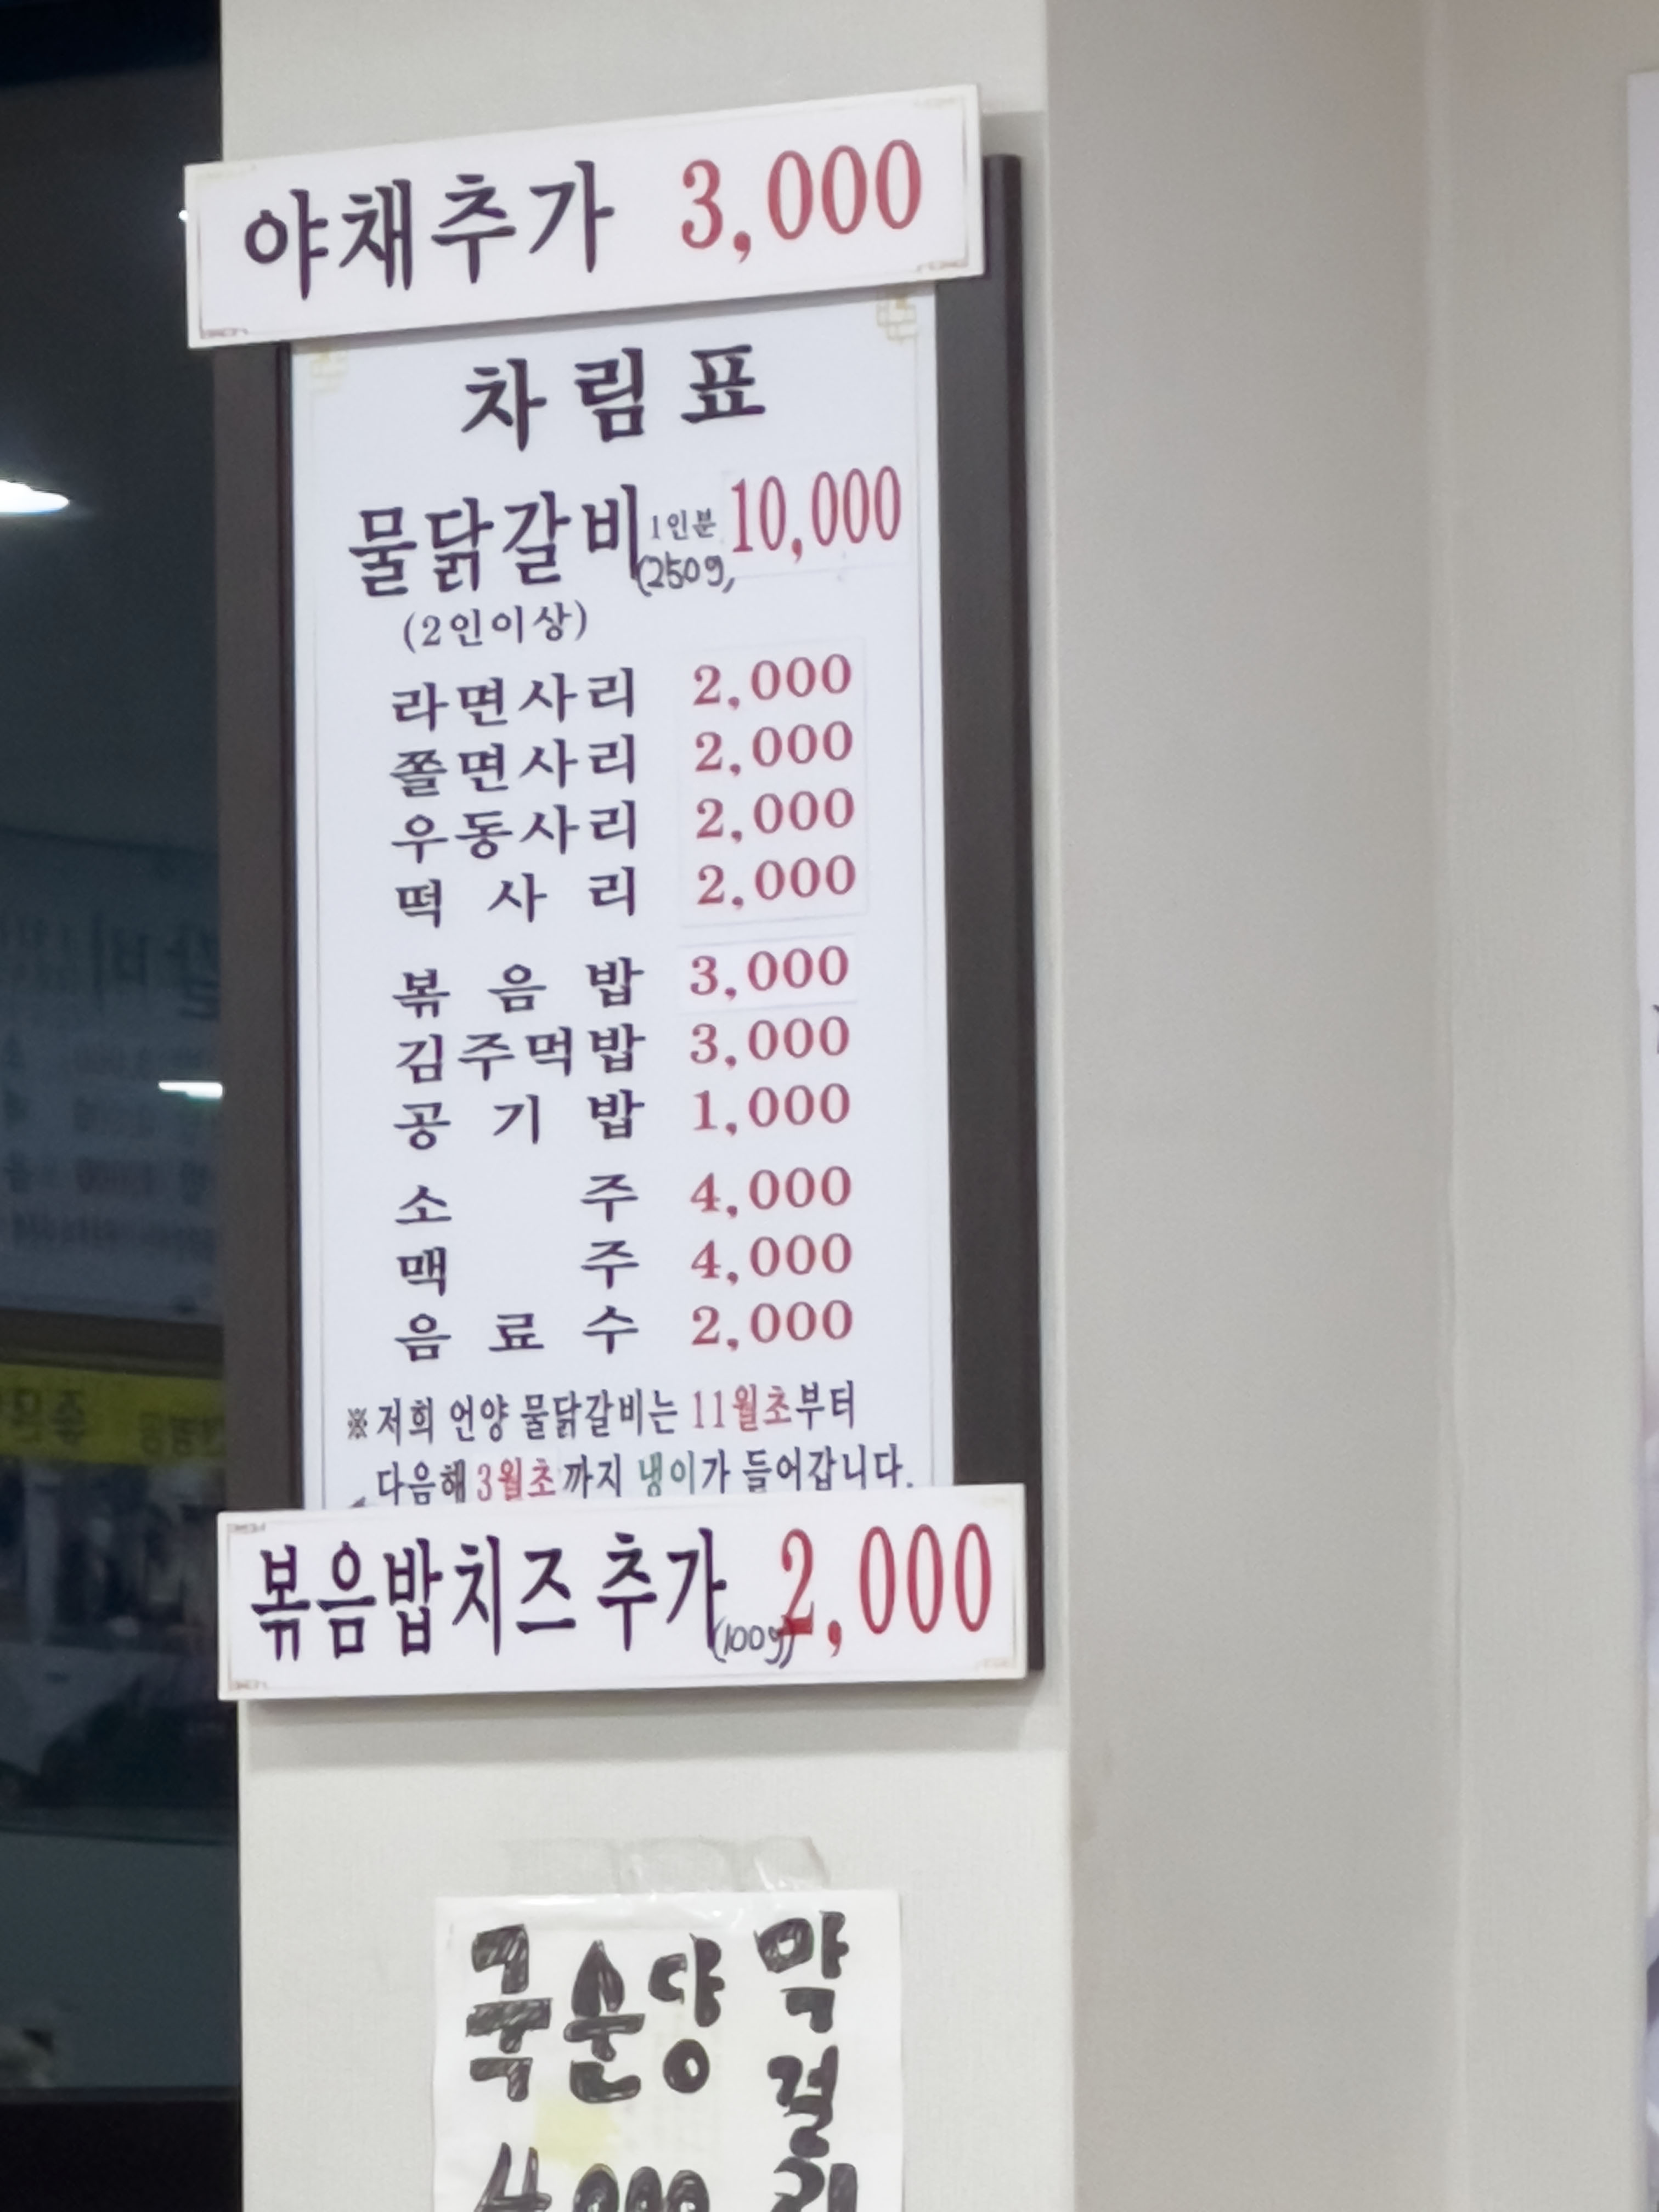 야채추가 3,000
차림표
물닭갈비 1인분 10,000
(250g)
(2인이상)
라면사리 2,000
쫄면사리 2,000
우동사리 2,000
떡사리 2,000
볶음밥 3,000
김주먹밥 3,000
공기밥 1,000
소주 4,000
맥주 4,000
음료수 2,000
※저희 언양 물닭갈비는 11월초부터
다음해 3월초까지 냉이가 들어갑니다.
볶음밥치즈추가 (100g) 2,000
국순당 막걸리
4,000